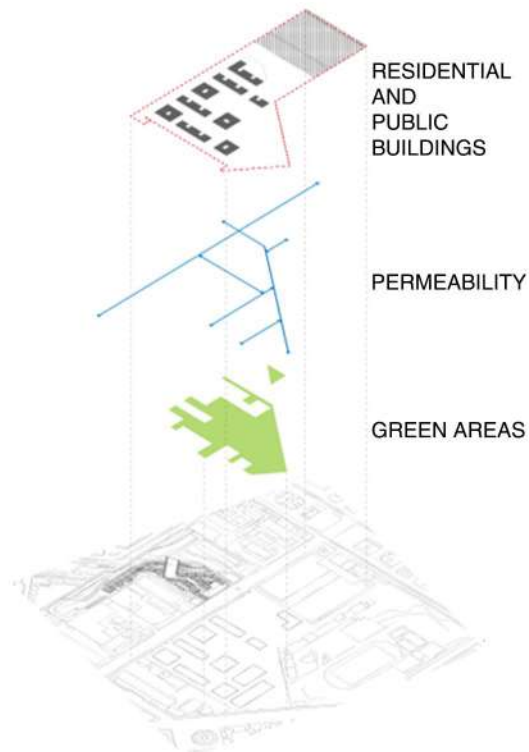 RESIDENTIAL
AND
PUBLIC
BUILDINGS
PERMEABILITY
GREEN AREAS